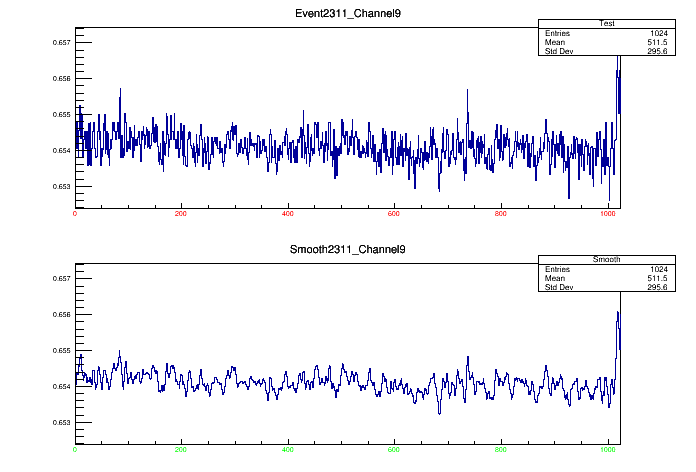 Event2311_Channel9
Test
Entries 1024
Mean 511.5
Std Dev 295.6
0.657
0.656
0.655
0.654
0.653
0 200 400 600 800 1000
Smooth2311_Channel9
Smooth
Entries 1024
Mean 511.5
Std Dev 295.6
0.657
0.656
0.655
0.654
0.653
0 200 400 600 800 1000